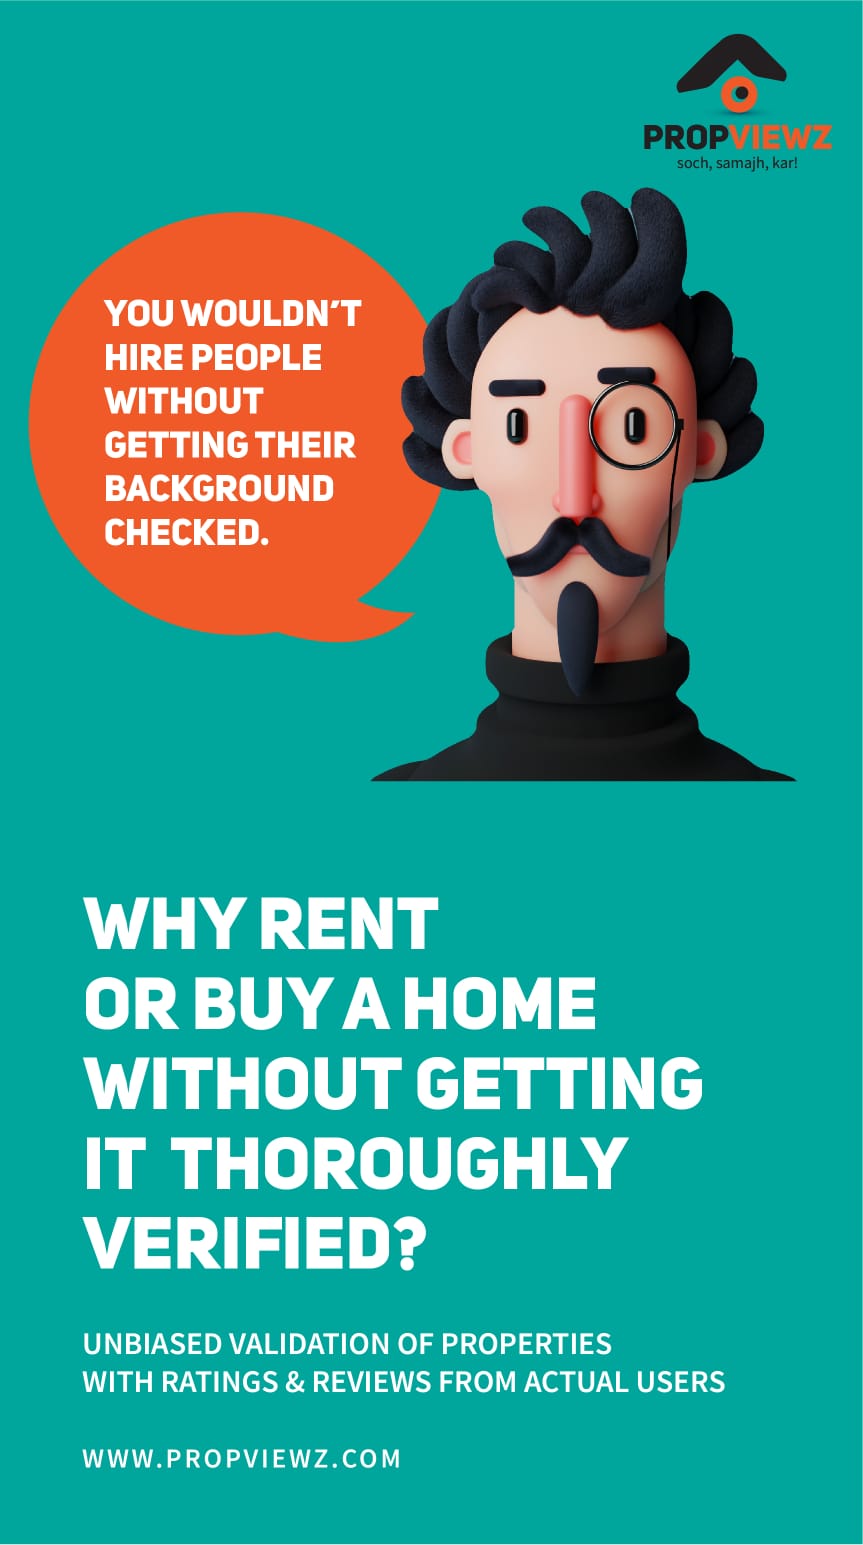 PROPVIEWZ
soch, samajh, kar!
YOU WOULDN'T
HIRE PEOPLE
WITHOUT
GETTING THEIR
BACKGROUND
CHECKED.
WHY RENT
OR BUY A HOME
WITHOUT GETTING
IT THOROUGHLY
VERIFIED?
UNBIASED VALIDATION OF PROPERTIES
WITH RATINGS & REVIEWS FROM ACTUAL USERS
WWW.PROPVIEWZ.COM